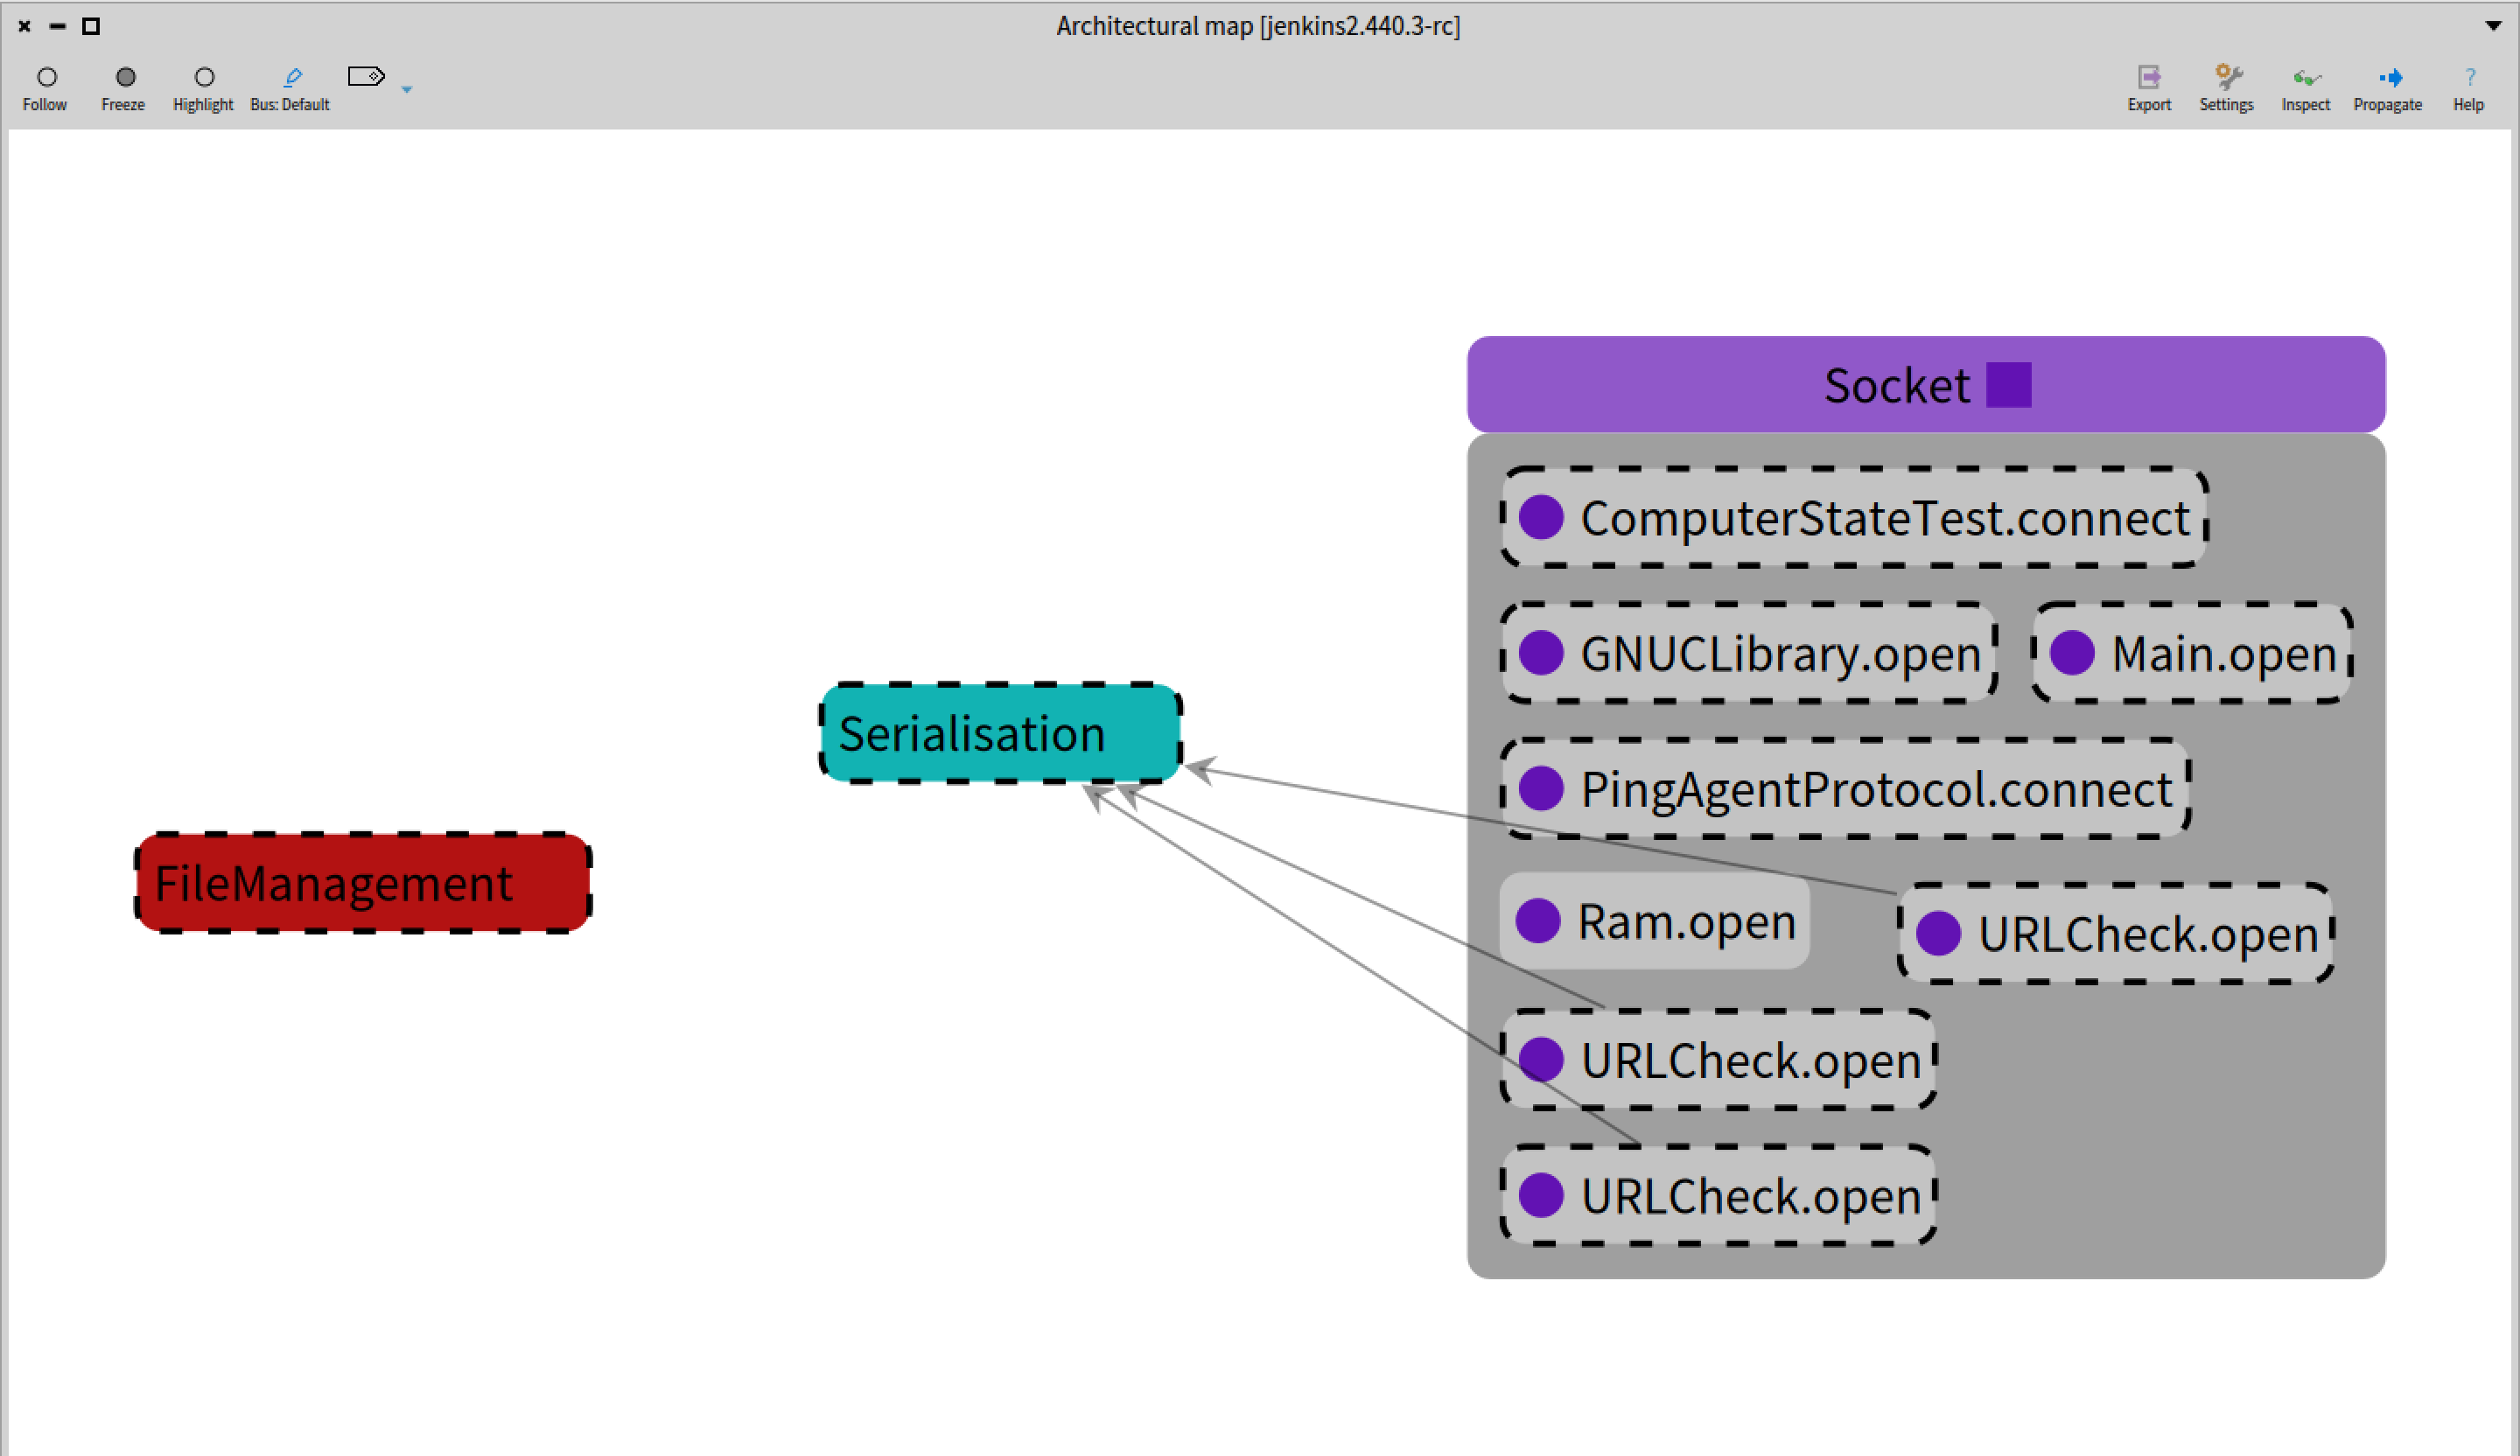 Architectural map [jenkins2.440.3-rc]
Follow Freeze Highlight Bus: Default Export Settings Inspect Propagate Help
Socket
ComputerStateTest.connect
GNUCLibrary.open Main.open
Serialisation
PingAgentProtocol.connect
FileManagement
Ram.open URLCheck.open
URLCheck.open
URLCheck.open